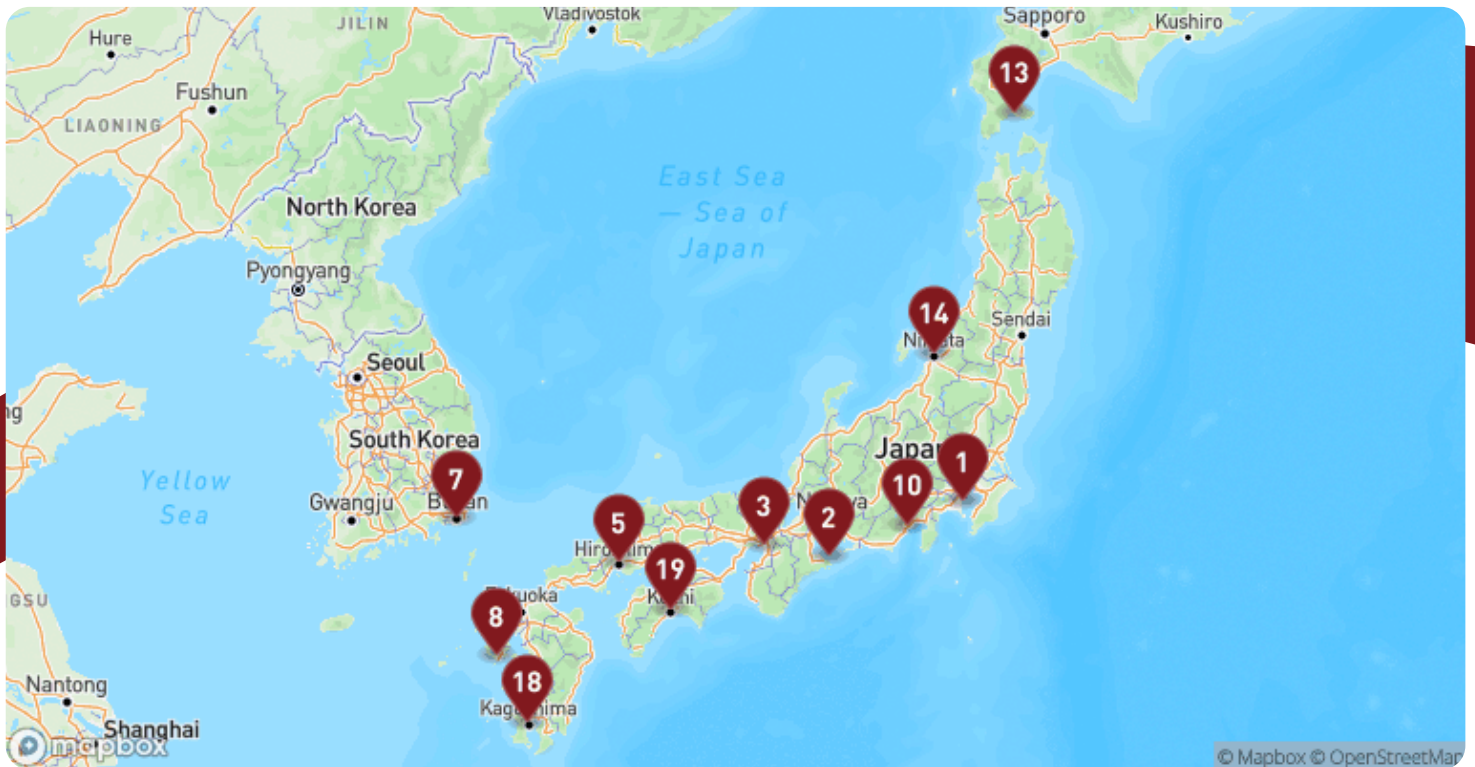 Vladivostok
Sapporo
Kushiro
JILIN
Hure
Fushun
13
LIAONING
East Sea
— Sea of
Japan
North Korea
Pyongyang
14
Sendai
Seoul
South Korea
1
7
Yellow
Sea
Gwangju
10
3
2
5
19
8
18
Nantong
Shanghai
mapbox
© Mapbox © OpenStreetMap